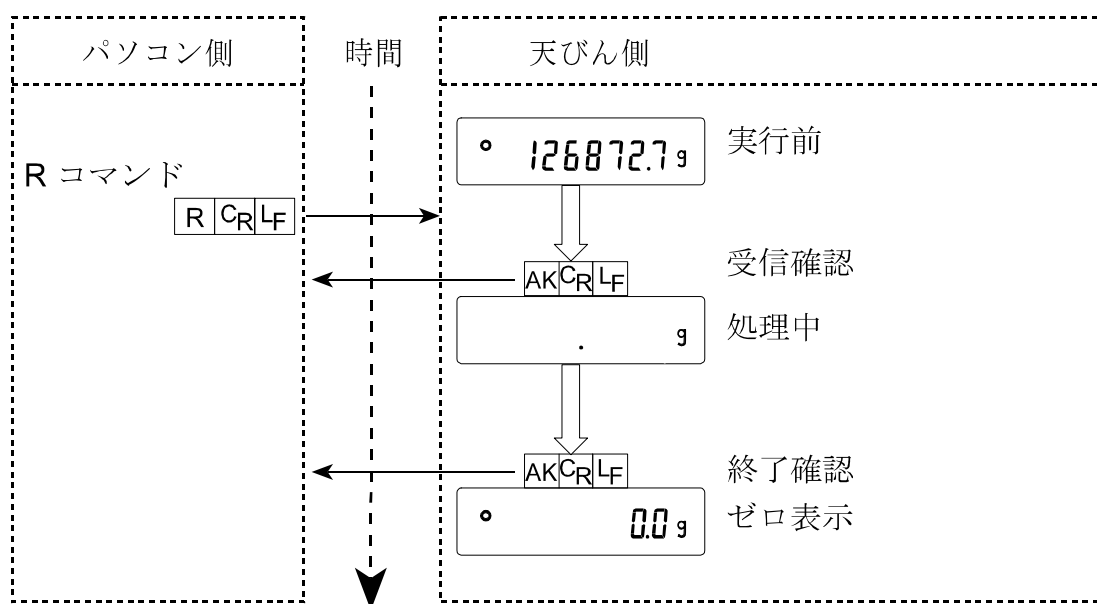 パソコン側 時間 天びん側
126872.7 g 実行前
R コマンド
R CR LF
AK CR LF 受信確認
. g 処理中
AK CR LF 終了確認
0.0 g ゼロ表示